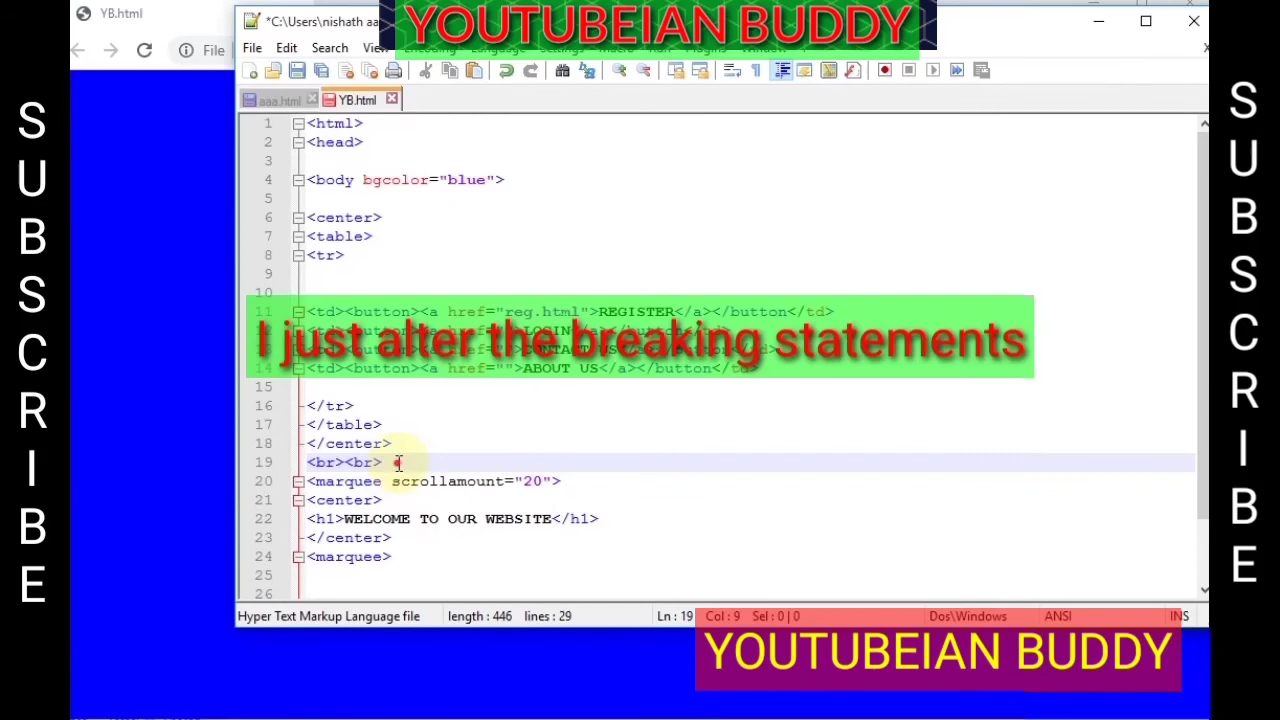 YOUTUBEIAN BUDDY
YB.html
File
*C:\Users\nishath aa
File Edit Search View
aaa.html YB.html
1 <html>
2 <head>
3
4 <body bgcolor="blue">
5
6 <center>
7 <table>
8 <tr>
9
10
11 <td><button><a href="reg.html">REGISTER</a></button></td>
I just alter the breaking statements
14 <td><button><a href="">ABOUT US</a></button></td>
15
16 </tr>
17 </table>
18 </center>
19 <br><br>
20 <marquee scrollamount="20">
21 <center>
22 <h1>WELCOME TO OUR WEBSITE</h1>
23 </center>
24 <marquee>
25
26
Hyper Text Markup Language file length : 446 lines : 29 Ln : 19 Col : 9 Sel : 0 | 0 Dos\Windows ANSI INS
YOUTUBEIAN BUDDY
SUBSCRIBE
SUBSCRIBE